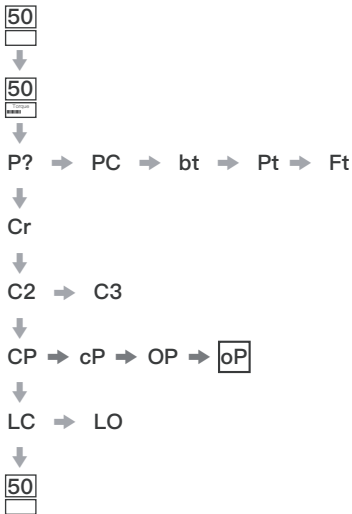 50
50
Torque
P? PC bt Pt Ft
Cr
C2 C3
CP cP OP oP
LC LO
50